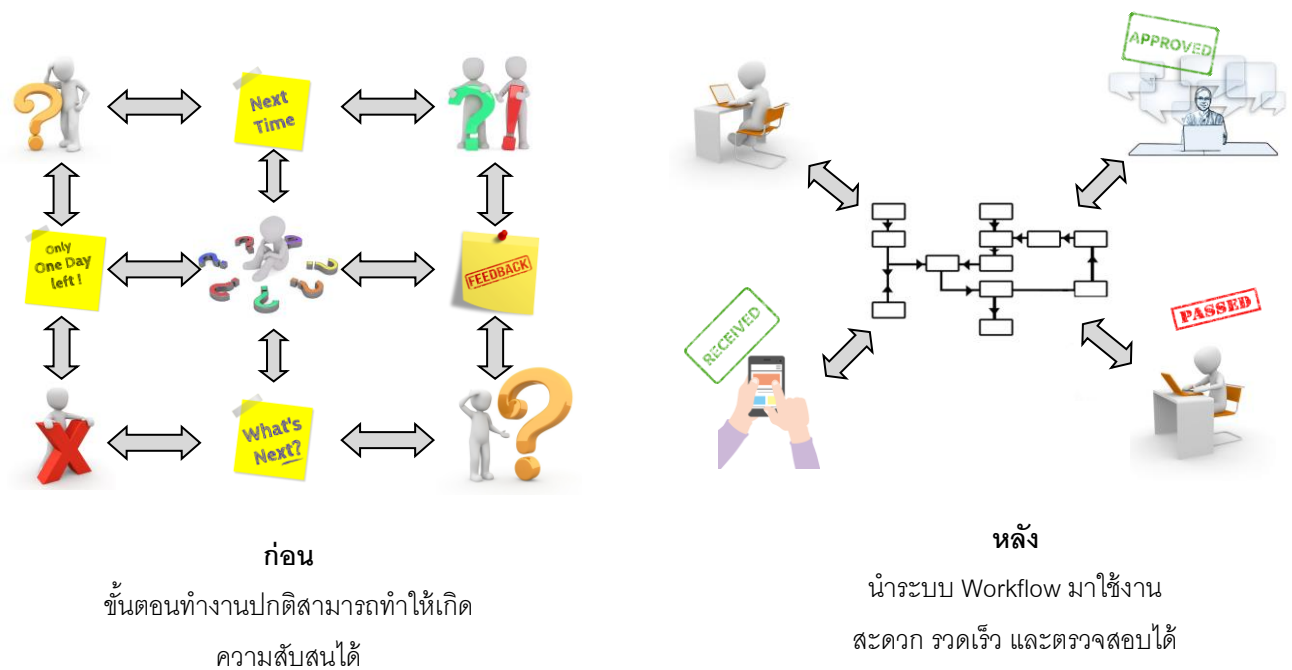 Next
Time
Only
One Day
left !
FEEDBACK
What's
Next?
ก่อน
ขั้นตอนทำงานปกติสามารถทำให้เกิด
ความสับสนได้
APPROVED
RECEIVED
PASSED
หลัง
นำระบบ Workflow มาใช้งาน
สะดวก รวดเร็ว และตรวจสอบได้